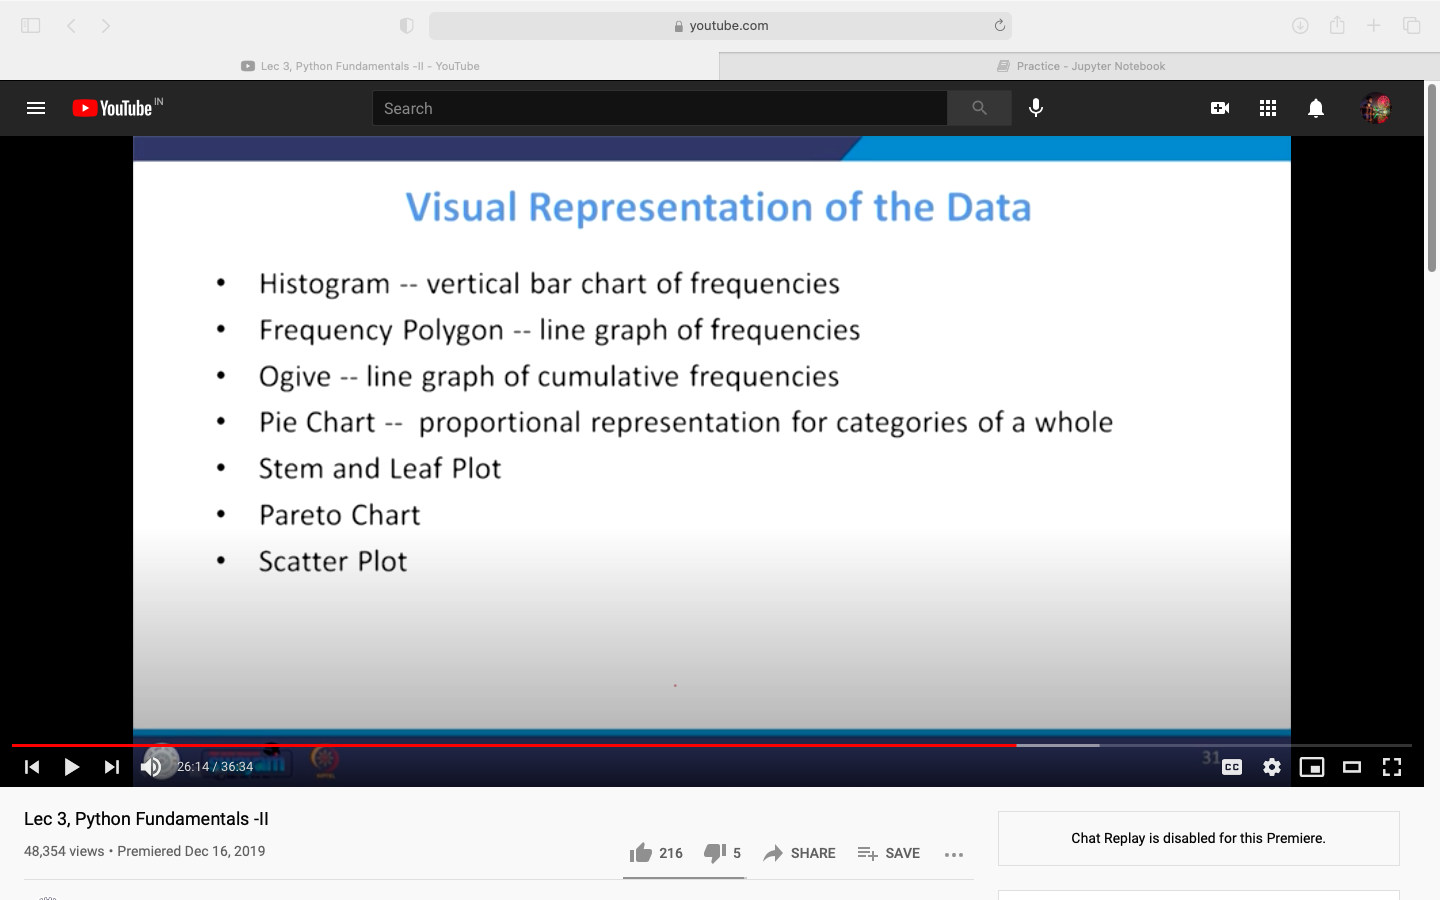 youtube.com
Lec 3, Python Fundamentals -II - YouTube
Practice - Jupyter Notebook
YouTube IN
Search
Visual Representation of the Data
• Histogram -- vertical bar chart of frequencies
• Frequency Polygon -- line graph of frequencies
• Ogive -- line graph of cumulative frequencies
• Pie Chart -- proportional representation for categories of a whole
• Stem and Leaf Plot
• Pareto Chart
• Scatter Plot
31
26:14 / 36:34
CC
Lec 3, Python Fundamentals -II
48,354 views • Premiered Dec 16, 2019
216
5
SHARE
SAVE
Chat Replay is disabled for this Premiere.